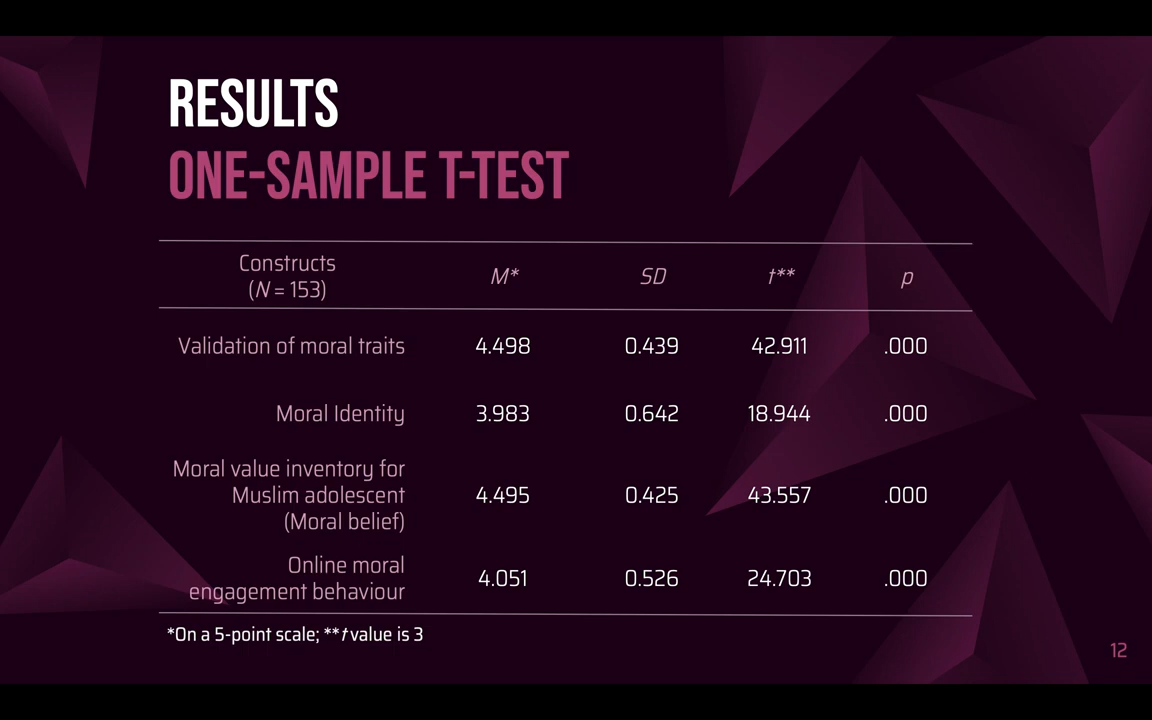 RESULTS
ONE-SAMPLE T-TEST
Constructs
(N = 153)
M*
SD
t**
p
Validation of moral traits
4.498
0.439
42.911
.000
Moral Identity
3.983
0.642
18.944
.000
Moral value inventory for
Muslim adolescent
(Moral belief)
4.495
0.425
43.557
.000
Online moral
engagement behaviour
4.051
0.526
24.703
.000
*On a 5-point scale; **t value is 3
12